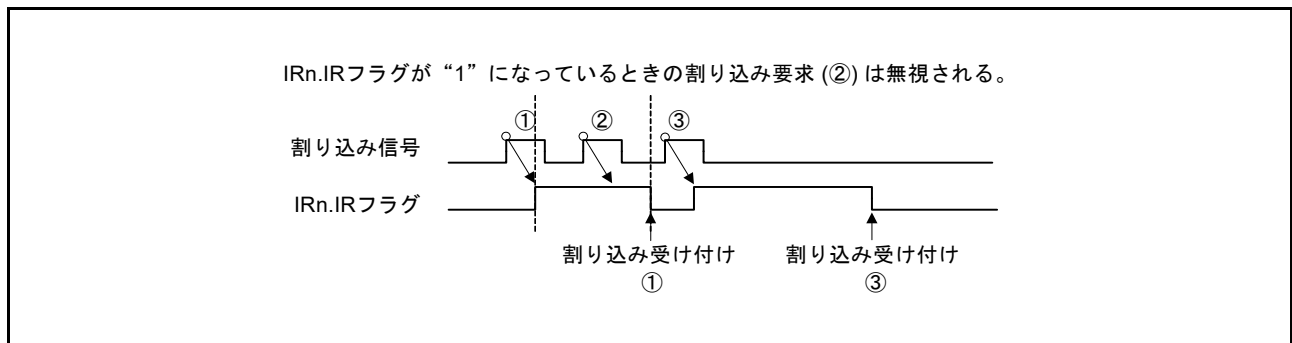 IRn.IRフラグが“1”になっているときの割り込み要求 (②) は無視される。
① ② ③
割り込み信号
IRn.IRフラグ
割り込み受け付け 割り込み受け付け
① ③